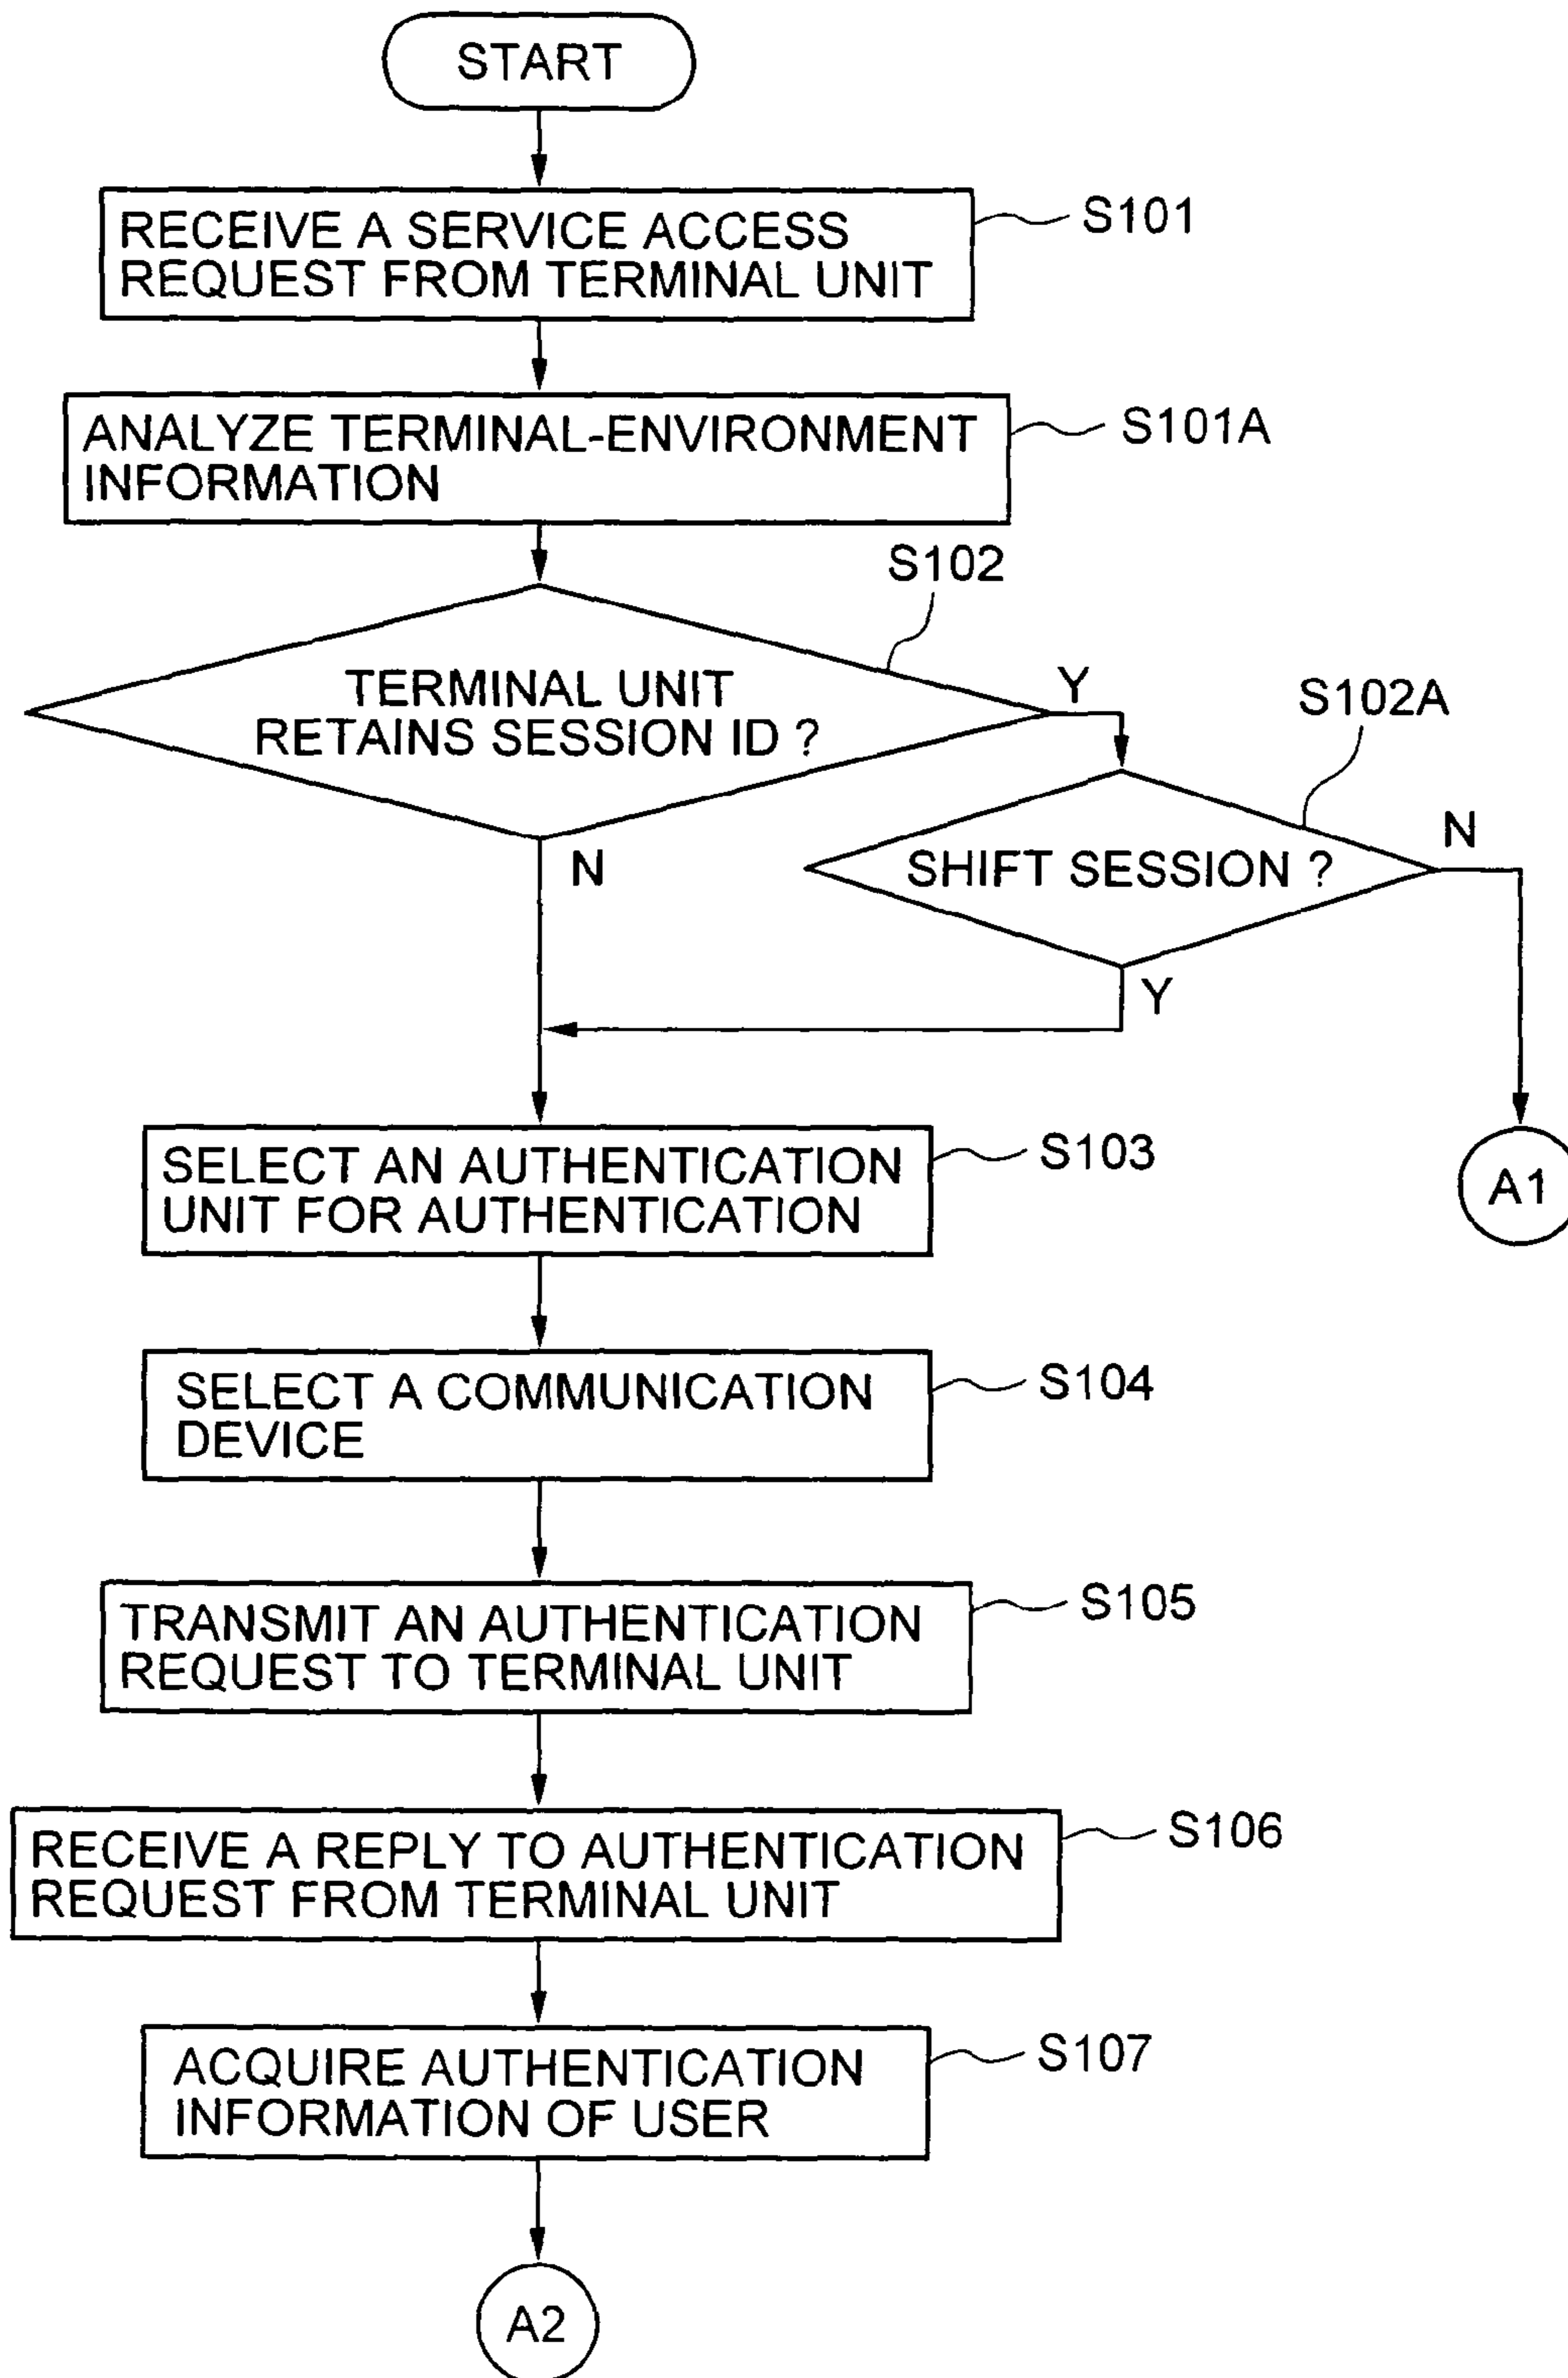 START
RECEIVE A SERVICE ACCESS
REQUEST FROM TERMINAL UNIT
S101
ANALYZE TERMINAL-ENVIRONMENT
INFORMATION
S101A
S102
TERMINAL UNIT
RETAINS SESSION ID ?
Y
N
S102A
SHIFT SESSION ?
N
Y
SELECT AN AUTHENTICATION
UNIT FOR AUTHENTICATION
S103
A1
SELECT A COMMUNICATION
DEVICE
S104
TRANSMIT AN AUTHENTICATION
REQUEST TO TERMINAL UNIT
S105
RECEIVE A REPLY TO AUTHENTICATION
REQUEST FROM TERMINAL UNIT
S106
ACQUIRE AUTHENTICATION
INFORMATION OF USER
S107
A2